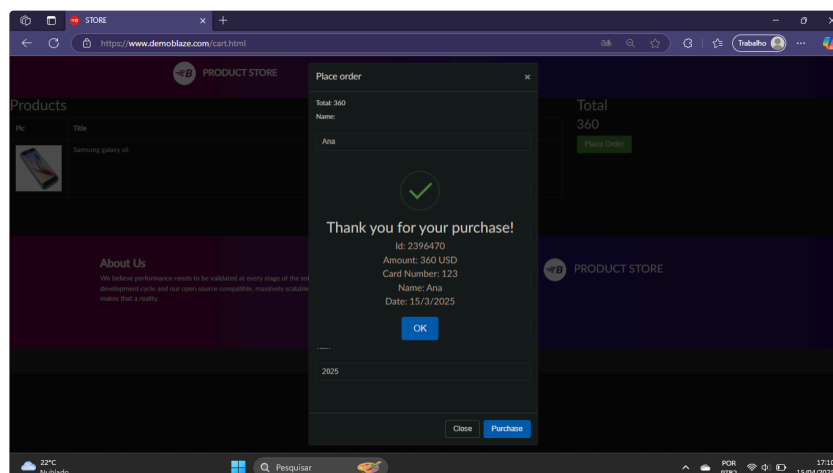 STORE
https://www.demoblaze.com/cart.html
Trabalho
PRODUCT STORE
Products
Pic
Title
Samsung galaxy s6
Total
360
Place Order
Place order
×
Total: 360
Name:
Ana
Thank you for your purchase!
Id: 2396470
Amount: 360 USD
Card Number: 123
Name: Ana
Date: 15/3/2025
OK
2025
Close
Purchase
About Us
We believe performance needs to be validated at every stage of the
development cycle and our open source compatible, massively scalable
makes that a reality.
PRODUCT STORE
22°C
Nublado
Pesquisar
POR
PTB2
17:10